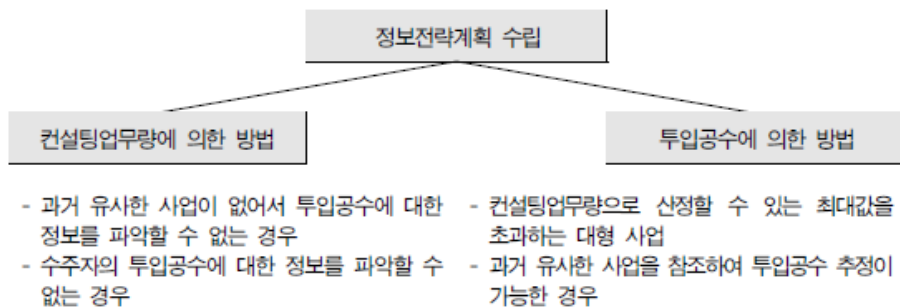 정보전략계획 수립
컨설팅업무량에 의한 방법
투입공수에 의한 방법
- 과거 유사한 사업이 없어서 투입공수에 대한
정보를 파악할 수 없는 경우
- 수주자의 투입공수에 대한 정보를 파악할 수
없는 경우
- 컨설팅업무량으로 산정할 수 있는 최대값을
초과하는 대형 사업
- 과거 유사한 사업을 참조하여 투입공수 추정이
가능한 경우